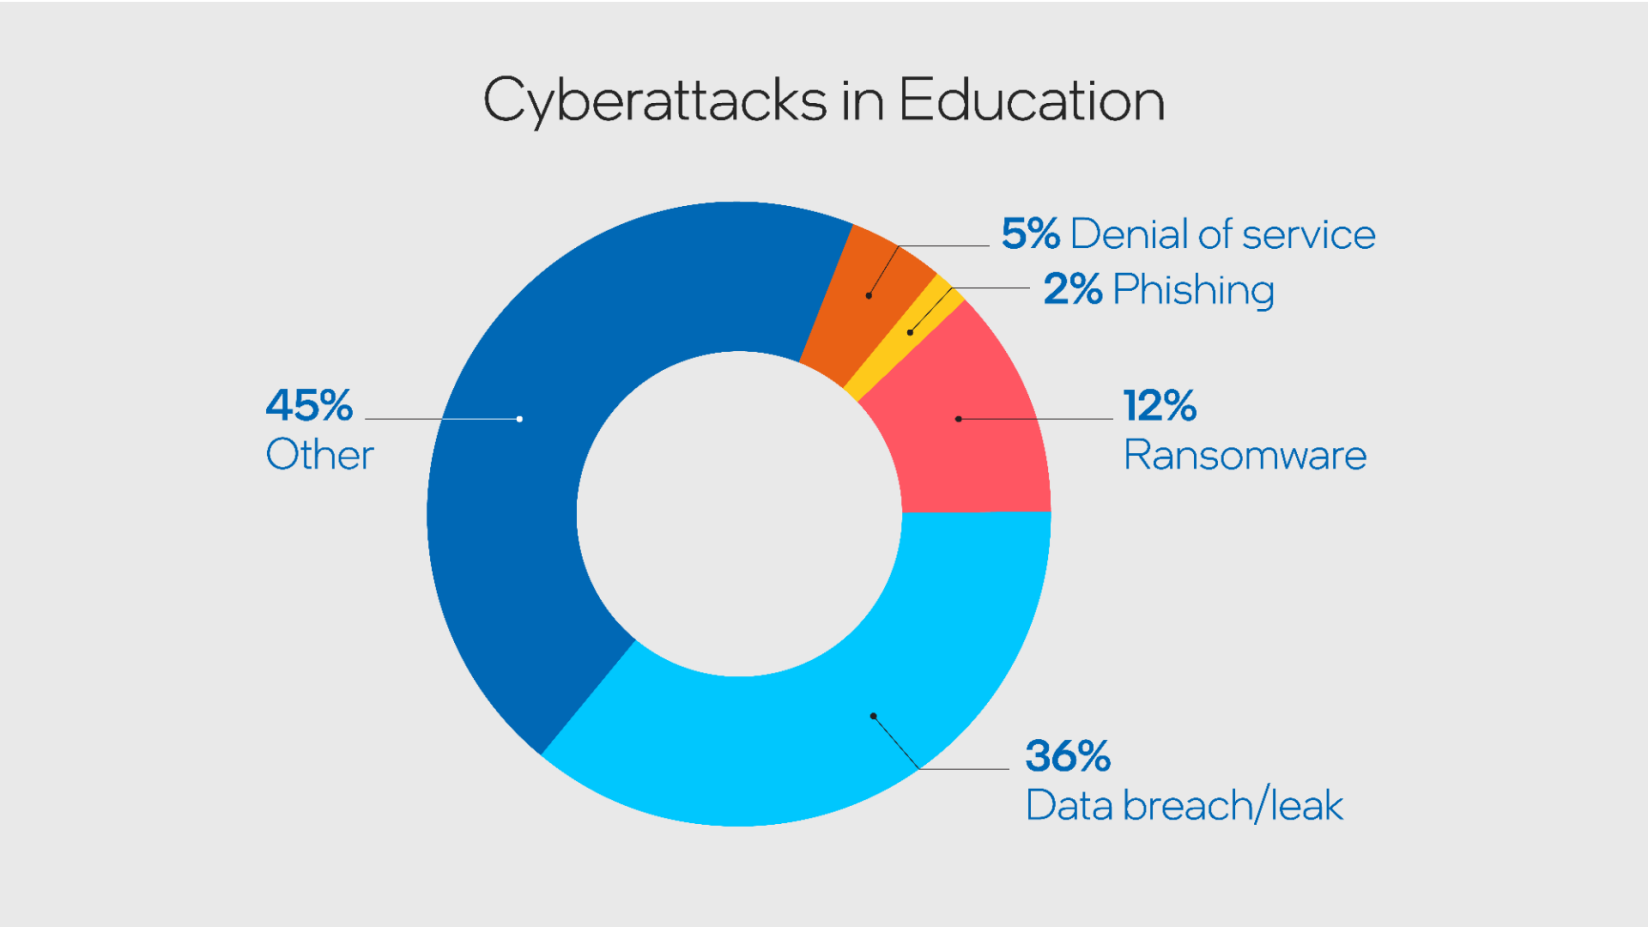 Cyberattacks in Education
5% Denial of service
2% Phishing
45%
Other
12%
Ransomware
36%
Data breach/leak